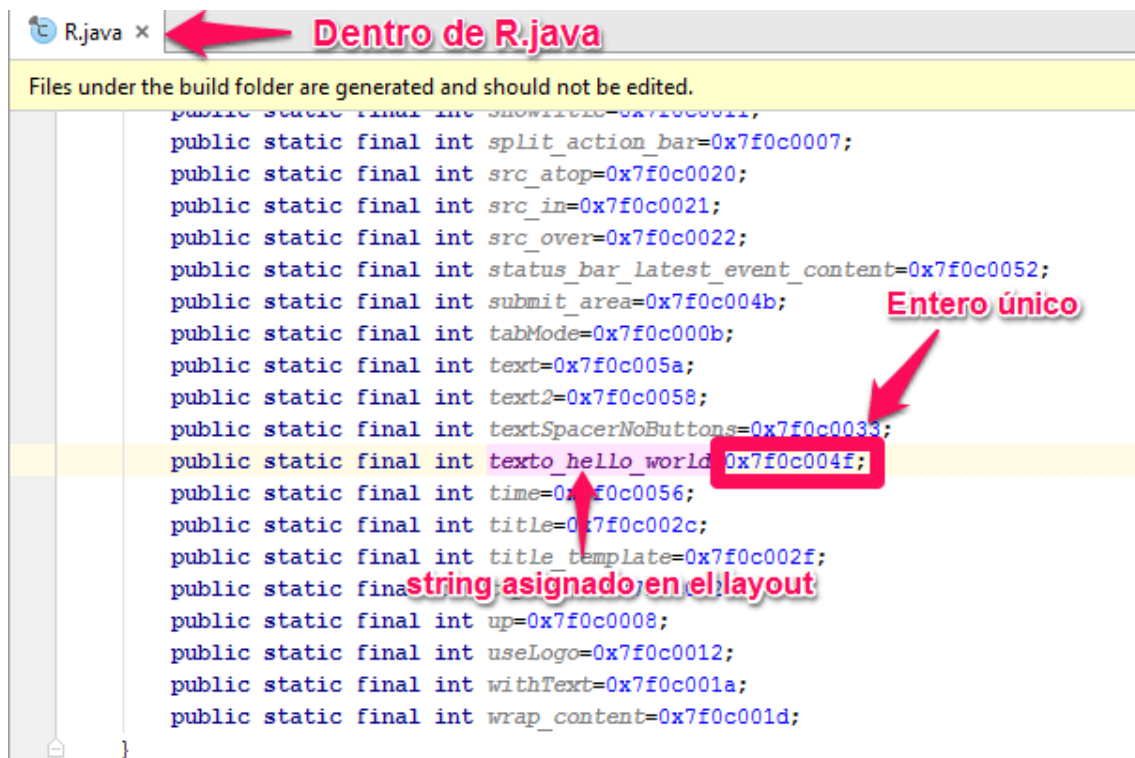 R.java
Dentro de R.java
Files under the build folder are generated and should not be edited.
public static final int split_action_bar=0x7f0c0007;
public static final int src_atop=0x7f0c0020;
public static final int src_in=0x7f0c0021;
public static final int src_over=0x7f0c0022;
public static final int status_bar_latest_event_content=0x7f0c0052;
public static final int submit_area=0x7f0c004b;
Entero único
public static final int tabMode=0x7f0c000b;
public static final int text=0x7f0c005a;
public static final int text2=0x7f0c0058;
public static final int textSpacerNoButtons=0x7f0c0033;
public static final int texto_hello_world 0x7f0c004f;
public static final int time=0x7f0c0056;
public static final int title=0x7f0c002c;
public static final int title_template=0x7f0c002f;
public static
string asignado en el layout
public static final int up=0x7f0c0008;
public static final int useLogo=0x7f0c0012;
public static final int withText=0x7f0c001a;
public static final int wrap_content=0x7f0c001d;
}